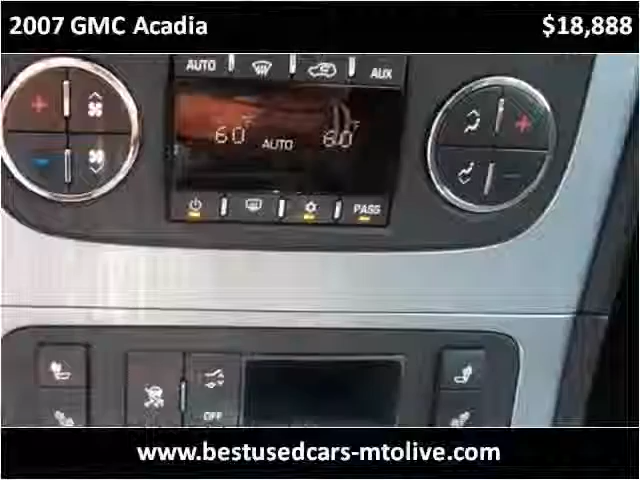 2007 GMC Acadia $18,888
AUTO AUX
60°F AUTO 60°F
PASS
OFF
www.bestusedcars-mtolive.com